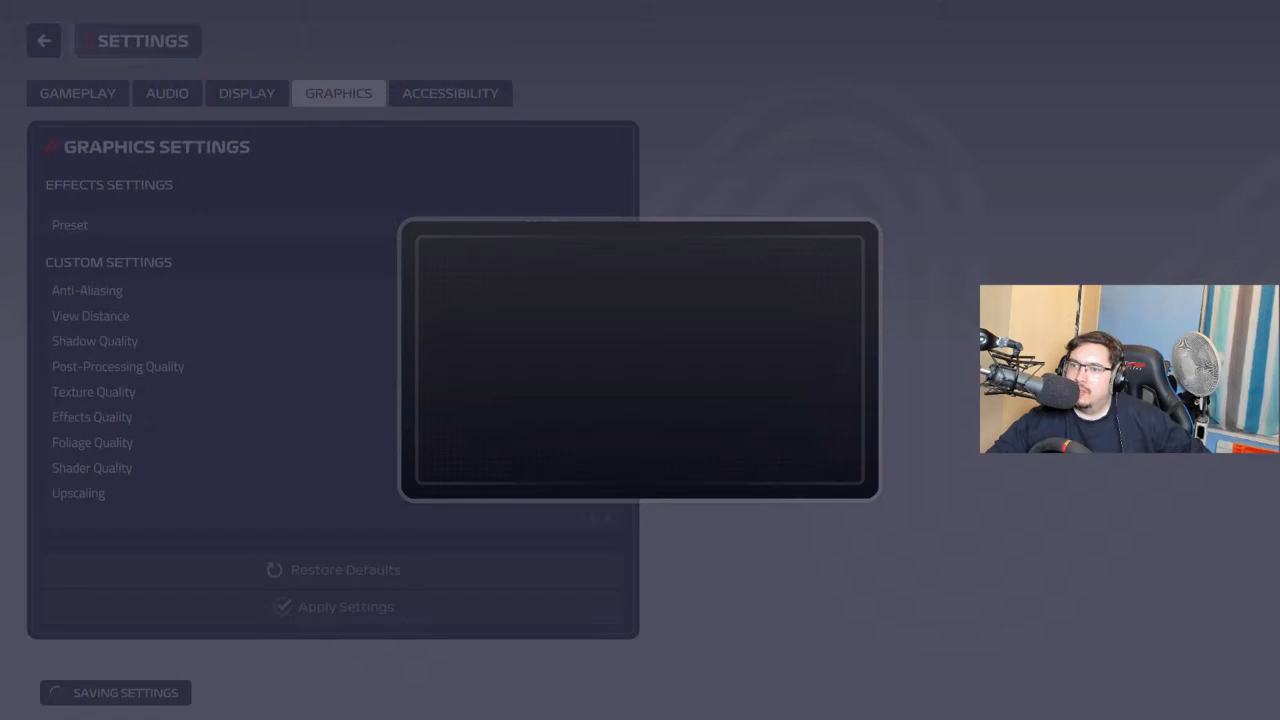 SETTINGS
GAMEPLAY AUDIO DISPLAY GRAPHICS ACCESSIBILITY
GRAPHICS SETTINGS
EFFECTS SETTINGS
Preset
CUSTOM SETTINGS
Anti-Aliasing
View Distance
Shadow Quality
Post-Processing Quality
Texture Quality
Effects Quality
Foliage Quality
Shader Quality
Upscaling
Restore Defaults
Apply Settings
SAVING SETTINGS